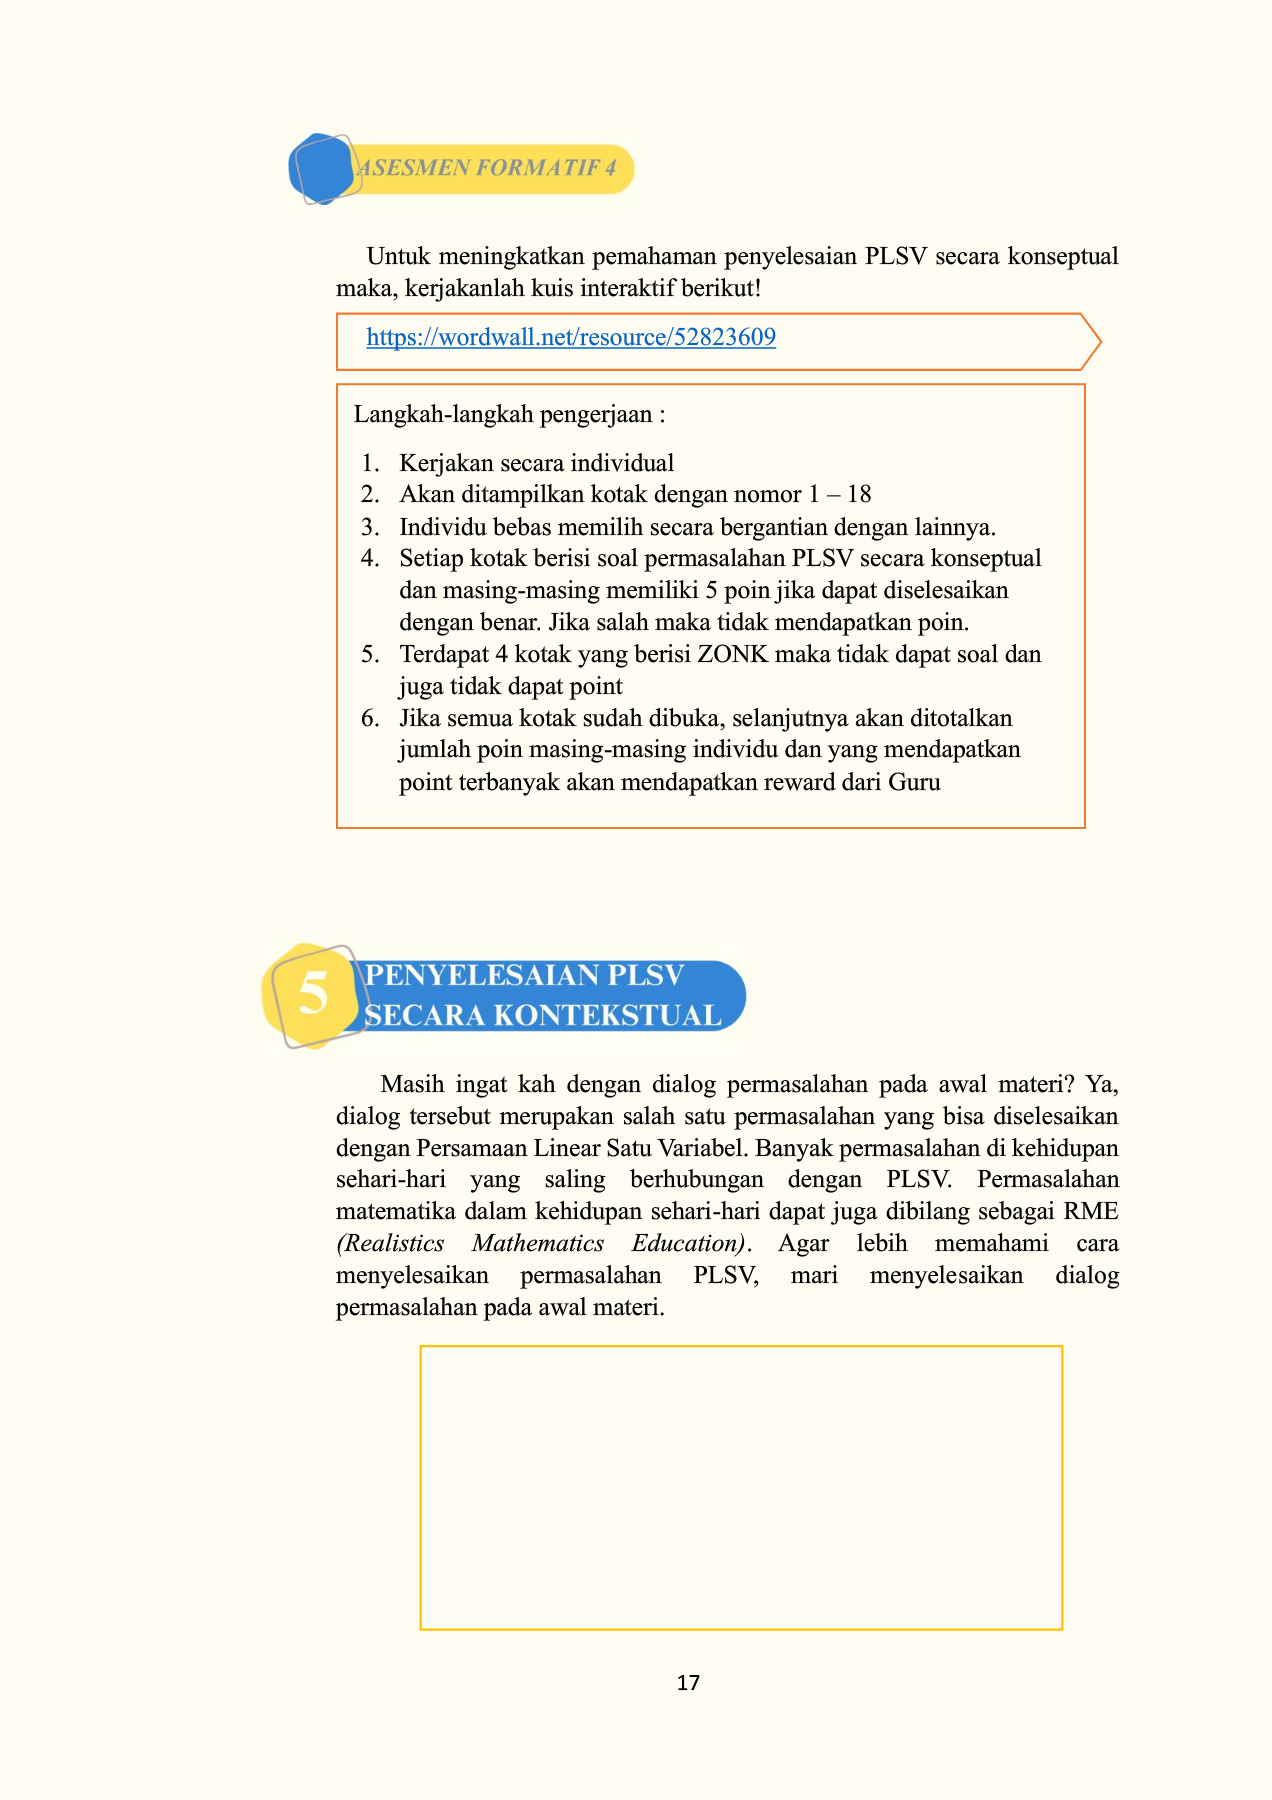 ASESMEN FORMATIF 4
Untuk meningkatkan pemahaman penyelesaian PLSV secara konseptual
maka, kerjakanlah kuis interaktif berikut!
https://wordwall.net/resource/52823609
Langkah-langkah pengerjaan :
1. Kerjakan secara individual
2. Akan ditampilkan kotak dengan nomor 1 – 18
3. Individu bebas memilih secara bergantian dengan lainnya.
4. Setiap kotak berisi soal permasalahan PLSV secara konseptual
dan masing-masing memiliki 5 poin jika dapat diselesaikan
dengan benar. Jika salah maka tidak mendapatkan poin.
5. Terdapat 4 kotak yang berisi ZONK maka tidak dapat soal dan
juga tidak dapat point
6. Jika semua kotak sudah dibuka, selanjutnya akan ditotalkan
jumlah poin masing-masing individu dan yang mendapatkan
point terbanyak akan mendapatkan reward dari Guru
5
PENYELESAIAN PLSV
SECARA KONTEKSTUAL
Masih ingat kah dengan dialog permasalahan pada awal materi? Ya,
dialog tersebut merupakan salah satu permasalahan yang bisa diselesaikan
dengan Persamaan Linear Satu Variabel. Banyak permasalahan di kehidupan
sehari-hari yang saling berhubungan dengan PLSV. Permasalahan
matematika dalam kehidupan sehari-hari dapat juga dibilang sebagai RME
(Realistics Mathematics Education). Agar lebih memahami cara
menyelesaikan permasalahan PLSV, mari menyelesaikan dialog
permasalahan pada awal materi.
17